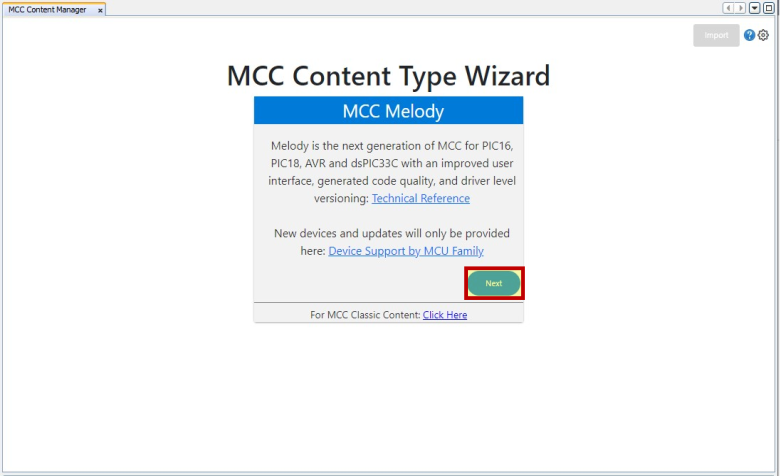 MCC Content Manager x
Import
MCC Content Type Wizard
MCC Melody
Melody is the next generation of MCC for PIC16,
PIC18, AVR and dsPIC33C with an improved user
interface, generated code quality, and driver level
versioning: Technical Reference
New devices and updates will only be provided
here: Device Support by MCU Family
Next
For MCC Classic Content: Click Here